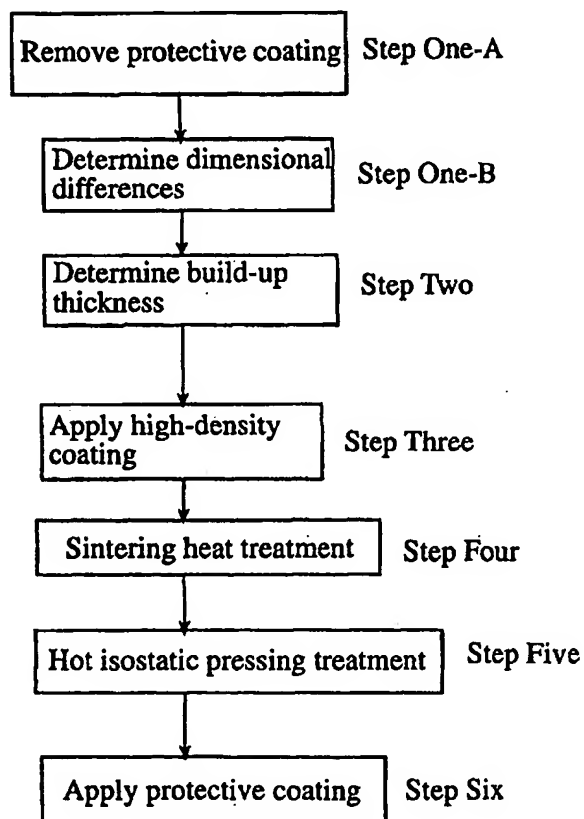 Remove protective coating Step One-A
Determine dimensional
differences Step One-B
Determine build-up
thickness Step Two
Apply high-density
coating Step Three
Sintering heat treatment Step Four
Hot isostatic pressing treatment Step Five
Apply protective coating Step Six